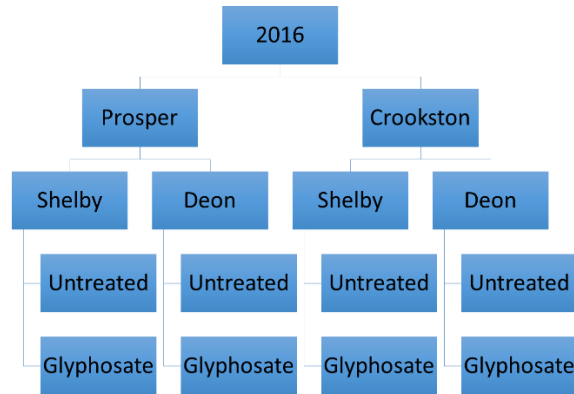 2016
Prosper
Crookston
Shelby
Deon
Shelby
Deon
Untreated
Untreated
Untreated
Untreated
Glyphosate
Glyphosate
Glyphosate
Glyphosate